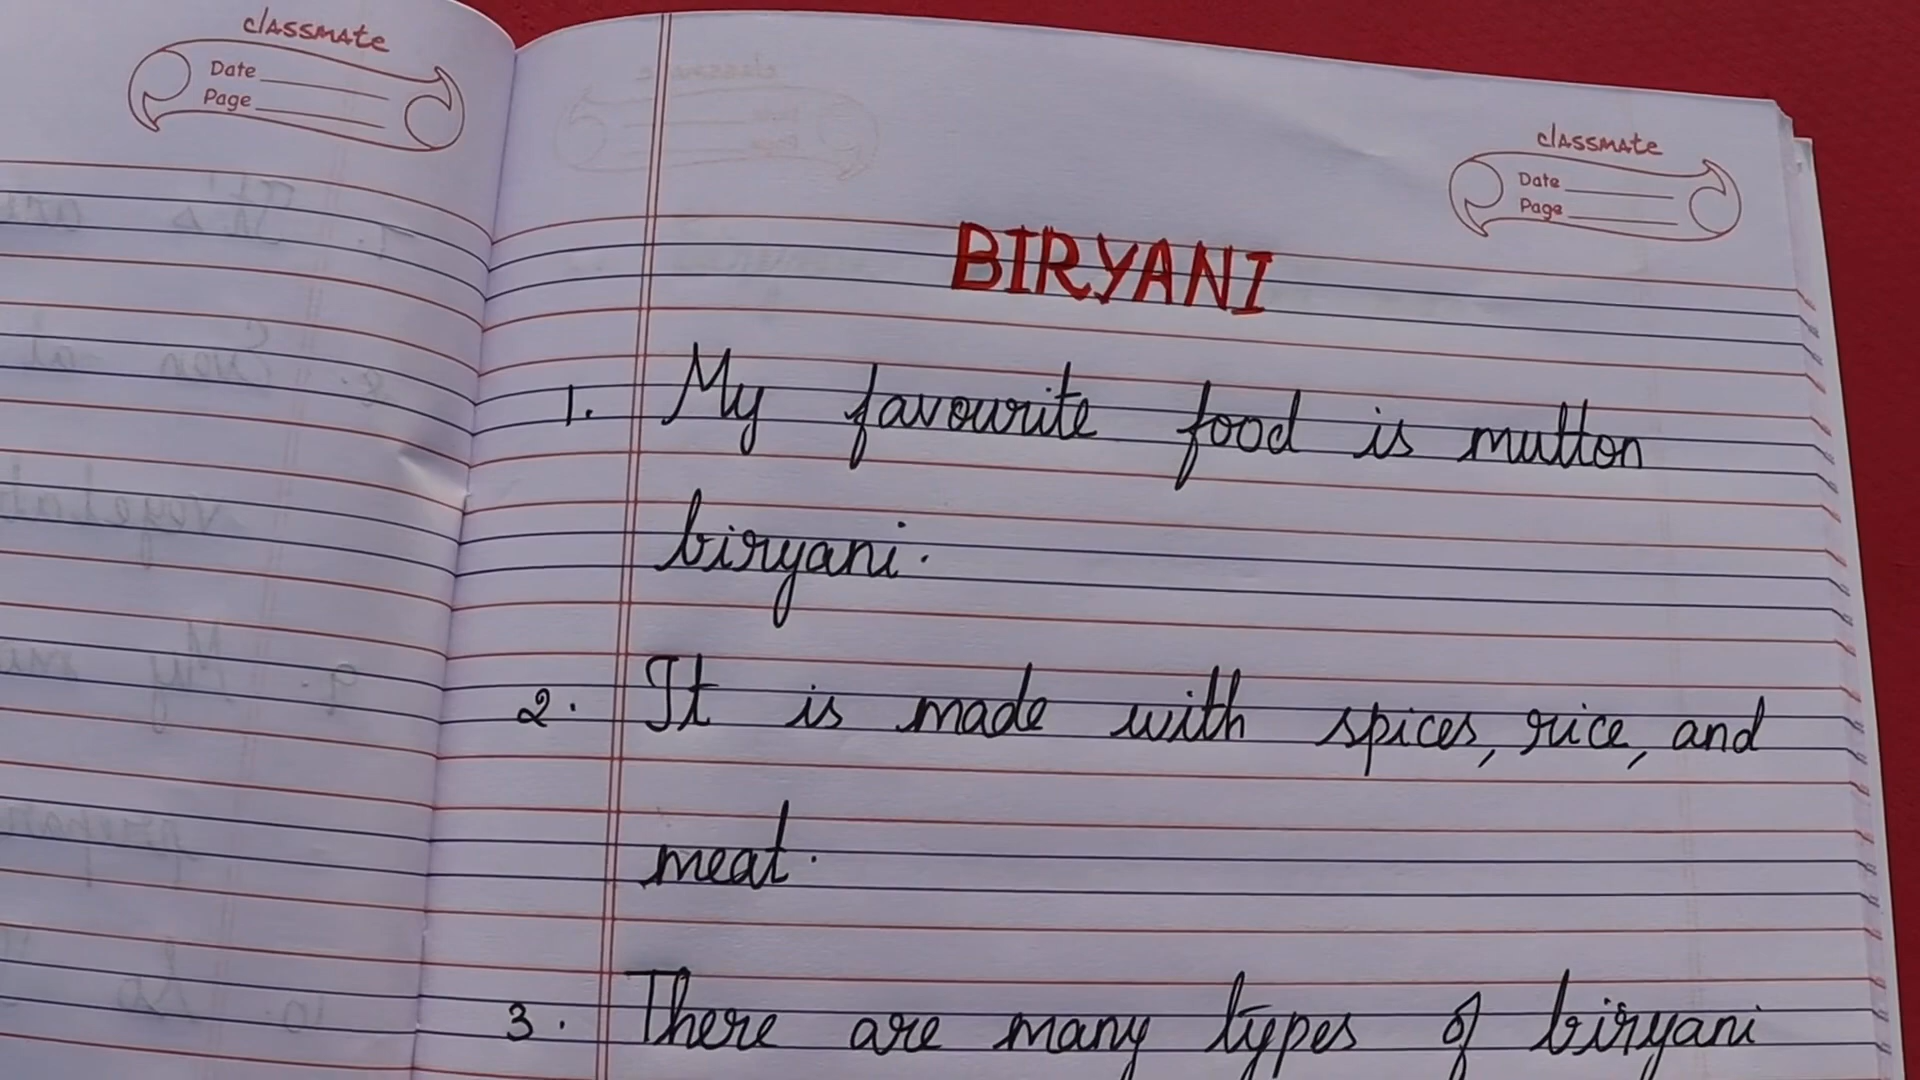 classmate
Date
Page
classmate
Date
Page
BIRYANI
1. My favourite food is mutton
biryani.
2. It is made with spices, rice, and
meat.
3. There are many types of biryani